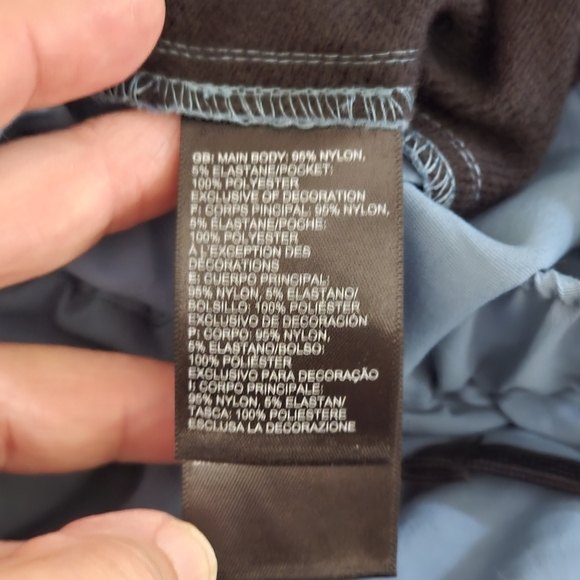 GB: MAIN BODY: 95% NYLON,
5% ELASTANE/POCKET:
100% POLYESTER
EXCLUSIVE OF DECORATION
F: CORPS PINCIPAL: 95% NYLON,
5% ELASTANE/POCHE:
100% POLYESTER
À L'EXCEPTION DES
DÉCORATIONS
E: CUERPO PRINCIPAL:
95% NYLON, 5% ELASTANO/
BOLSILLO: 100% POLIÉSTER
EXCLUSIVO DE DECORACIÓN
P: CORPO: 95% NYLON,
5% ELASTANO/BOLSO:
100% POLIÉSTER
EXCLUSIVO PARA DECORAÇÃO
I: CORPO PRINCIPALE:
95% NYLON, 5% ELASTAN/
TASCA: 100% POLIESTERE
ESCLUSA LA DECORAZIONE